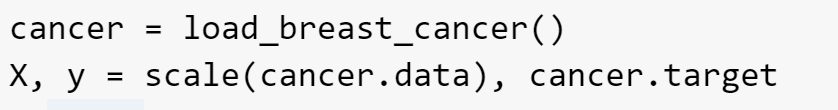 cancer = load_breast_cancer()
X, y = scale(cancer.data), cancer.target